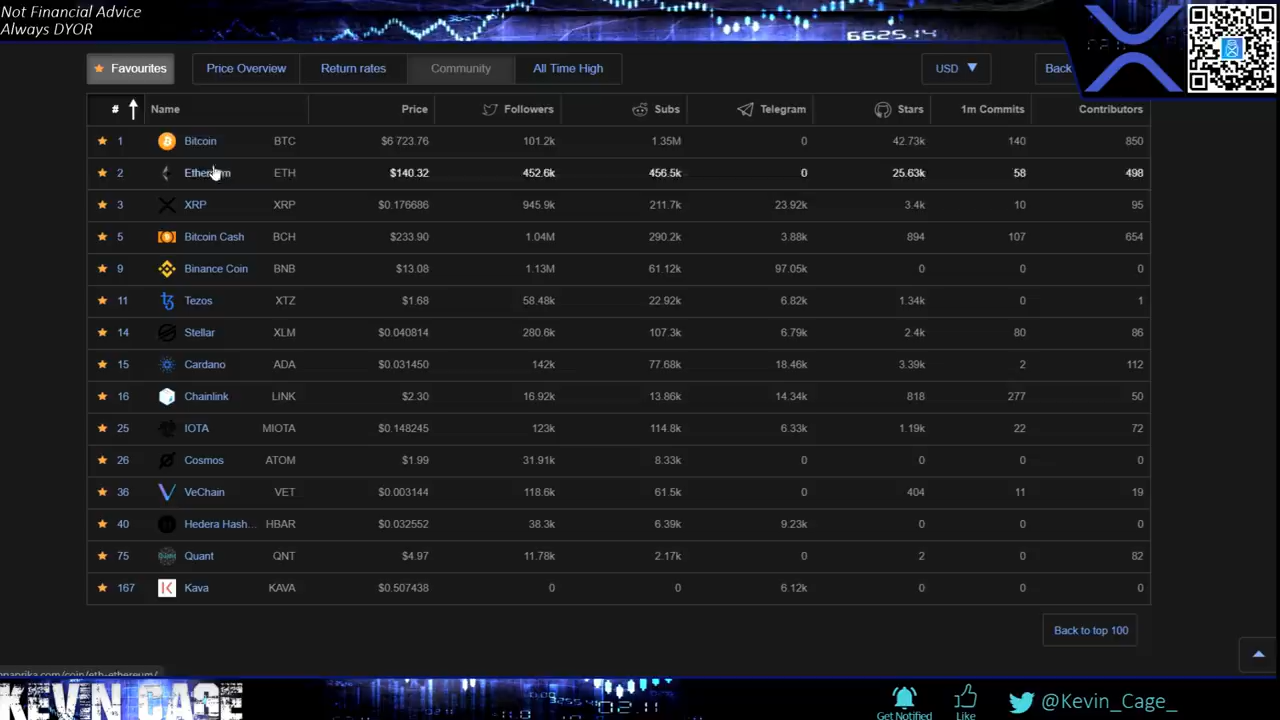 Not Financial Advice
Always DYOR
6625.14
Favourites Price Overview Return rates Community All Time High USD ▼ Back
# Name Price Followers Subs Telegram Stars 1m Commits Contributors
1 Bitcoin BTC $6 723.76 101.2k 1.35M 0 42.73k 140 850
2 Ethereum ETH $140.32 452.6k 456.5k 0 25.63k 58 498
3 XRP XRP $0.176686 945.9k 211.7k 23.92k 3.4k 10 95
5 Bitcoin Cash BCH $233.90 1.04M 290.2k 3.88k 894 107 654
9 Binance Coin BNB $13.08 1.13M 61.12k 97.05k 0 0 0
11 Tezos XTZ $1.68 58.48k 22.92k 6.82k 1.34k 0 1
14 Stellar XLM $0.040814 280.6k 107.3k 6.79k 2.4k 80 86
15 Cardano ADA $0.031450 142k 77.68k 18.46k 3.39k 2 112
16 Chainlink LINK $2.30 16.92k 13.86k 14.34k 818 277 50
25 IOTA MIOTA $0.148245 123k 114.8k 6.33k 1.19k 22 72
26 Cosmos ATOM $1.99 31.91k 8.33k 0 0 0 0
36 VeChain VET $0.003144 118.6k 61.5k 0 404 11 19
40 Hedera Hash... HBAR $0.032552 38.3k 6.39k 9.23k 0 0 0
75 Quant QNT $4.97 11.78k 2.17k 0 2 0 82
167 Kava KAVA $0.507438 0 0 6.12k 0 0 0
Back to top 100
npaprika.com/coin/eth-ethereum/
KEVIN CAGE
Get Notified Like @Kevin_Cage_